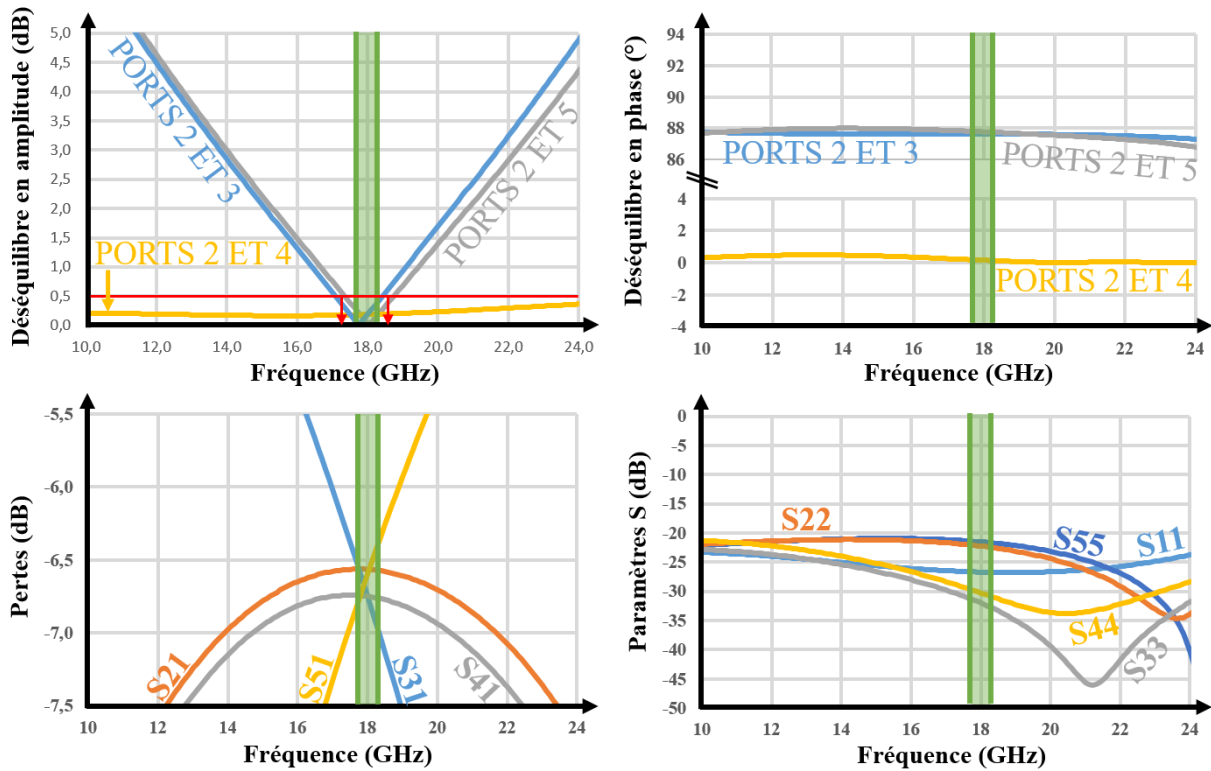 Déséquilibre en amplitude (dB)
5,0
4,5
4,0
3,5
3,0
2,5
2,0
1,5
1,0
0,5
0,0
PORTS 2 ET 3
PORTS 2 ET 5
PORTS 2 ET 4
10,0 12,0 14,0 16,0 18,0 20,0 22,0 24,0
Fréquence (GHz)
Déséquilibre en phase (°)
94
92
90
88
86
4
2
0
-2
-4
PORTS 2 ET 3
PORTS 2 ET 5
PORTS 2 ET 4
10 12 14 16 18 20 22 24
Fréquence (GHz)
Pertes (dB)
-5,5
-6,0
-6,5
-7,0
-7,5
S21
S51
S31
S41
10 12 14 16 18 20 22 24
Fréquence (GHz)
Paramètres S (dB)
0
-5
-10
-15
-20
-25
-30
-35
-40
-45
-50
S22
S55
S11
S44
S33
10 12 14 16 18 20 22 24
Fréquence (GHz)